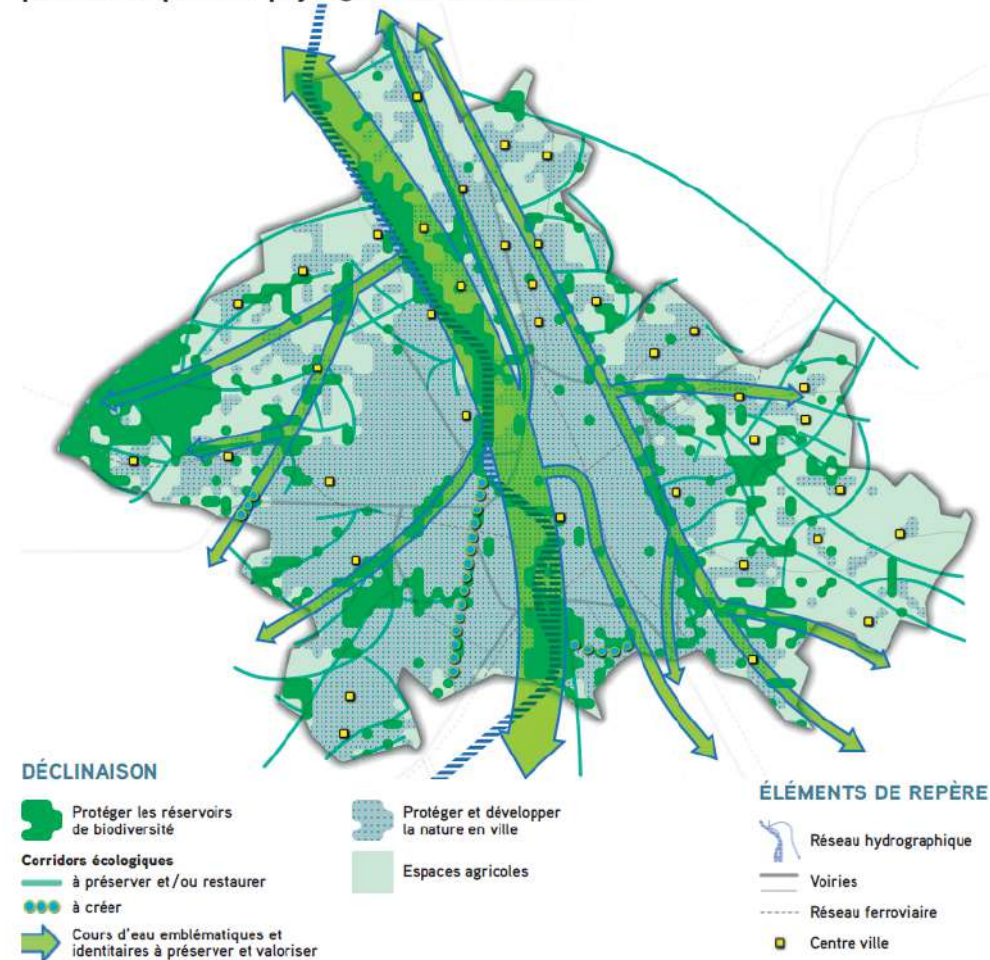 DÉCLINAISON
Protéger les réservoirs
de biodiversité
Corridors écologiques
à préserver et/ou restaurer
à créer
Cours d'eau emblématiques et
identitaires à préserver et valoriser
Protéger et développer
la nature en ville
Espaces agricoles
ÉLÉMENTS DE REPÈRE
Réseau hydrographique
Voiries
Réseau ferroviaire
Centre ville